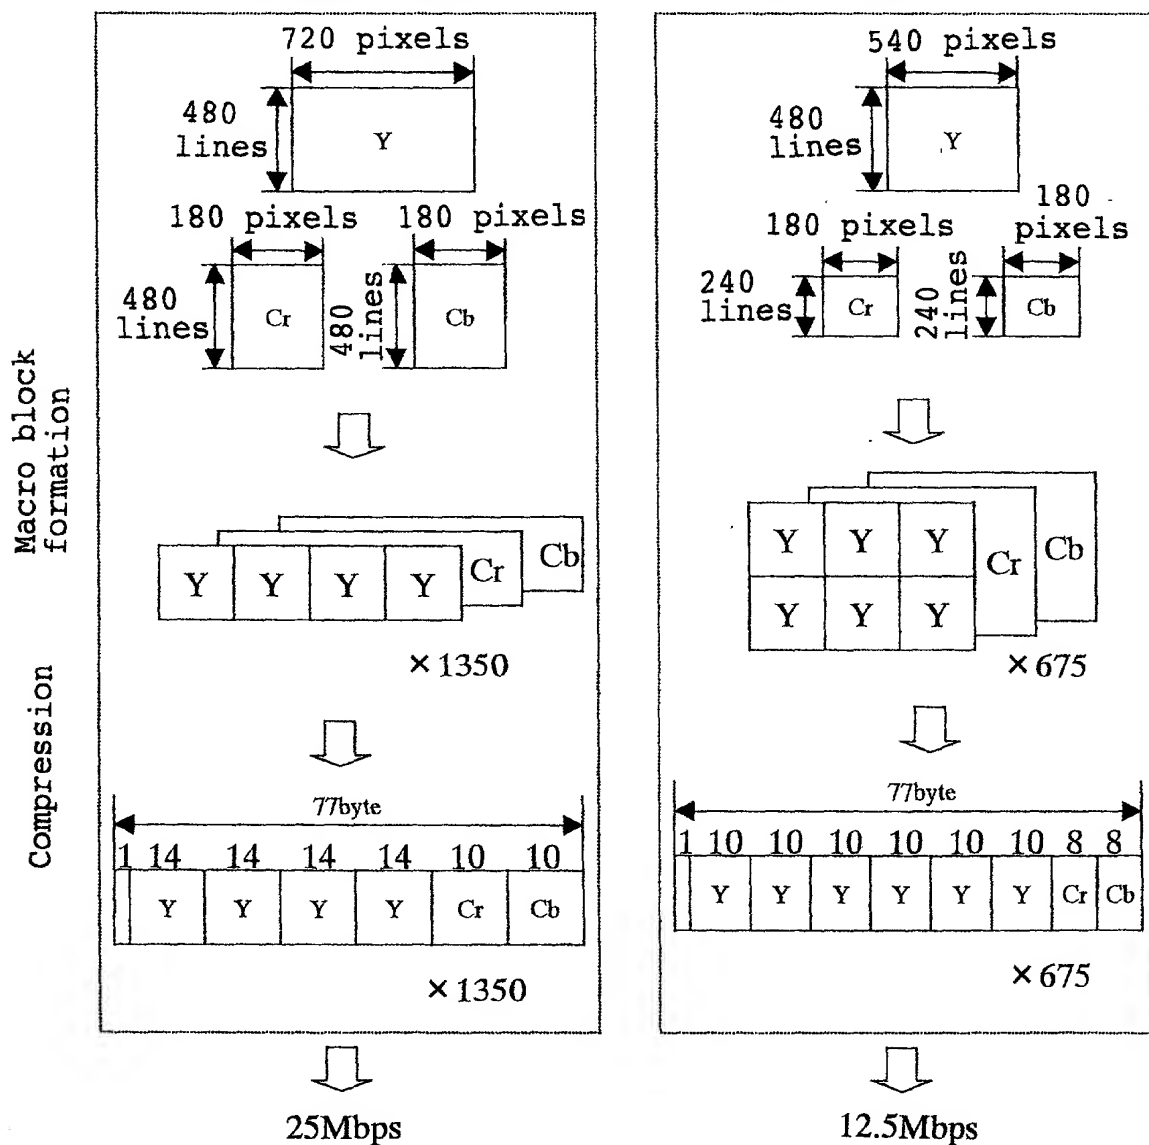 720 pixels
480
lines
Y
180 pixels
180 pixels
480
lines
Cr
480
lines
Cb
Macro block
formation
Y Y Y Y Cr Cb
×1350
Compression
77byte
1 14 14 14 14 10 10
Y Y Y Y Cr Cb
×1350
25Mbps
540 pixels
480
lines
Y
180 pixels
180
pixels
240
lines
Cr
240
lines
Cb
Y Y Y Cr Cb
Y Y Y
×675
77byte
1 10 10 10 10 10 10 8 8
Y Y Y Y Y Y Cr Cb
×675
12.5Mbps